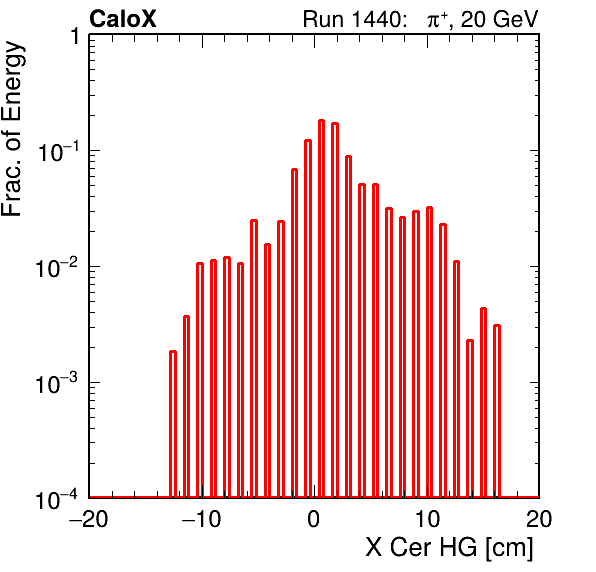 CaloX Run 1440: π⁺, 20 GeV
Frac. of Energy
1
10⁻¹
10⁻²
10⁻³
10⁻⁴
−20 −10 0 10 20
X Cer HG [cm]